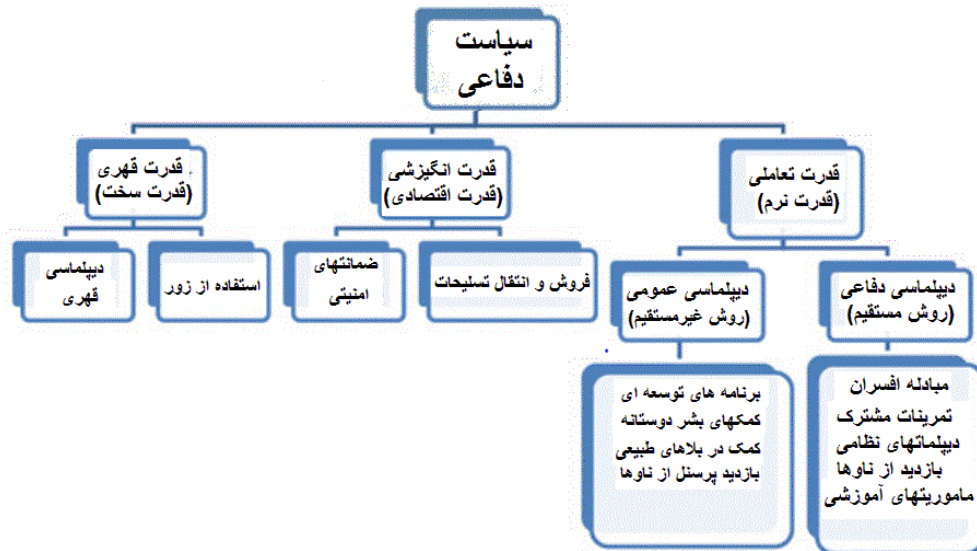 سیاست
دفاعی
قدرت تعاملی
(قدرت نرم)
قدرت انگیزشی
(قدرت اقتصادی)
قدرت قهری
(قدرت سخت)
دیپلماسی دفاعی
(روش مستقیم)
دیپلماسی عمومی
(روش غیرمستقیم)
فروش و انتقال تسلیحات
ضمانتهای
امنیتی
استفاده از زور
دیپلماسی
قهری
مبادله افسران
تمرینات مشترک
دیپلماتهای نظامی
بازدید از ناوها
ماموریتهای آموزشی
برنامه های توسعه ای
کمکهای بشر دوستانه
کمک در بلاهای طبیعی
بازدید پرسنل از ناوها